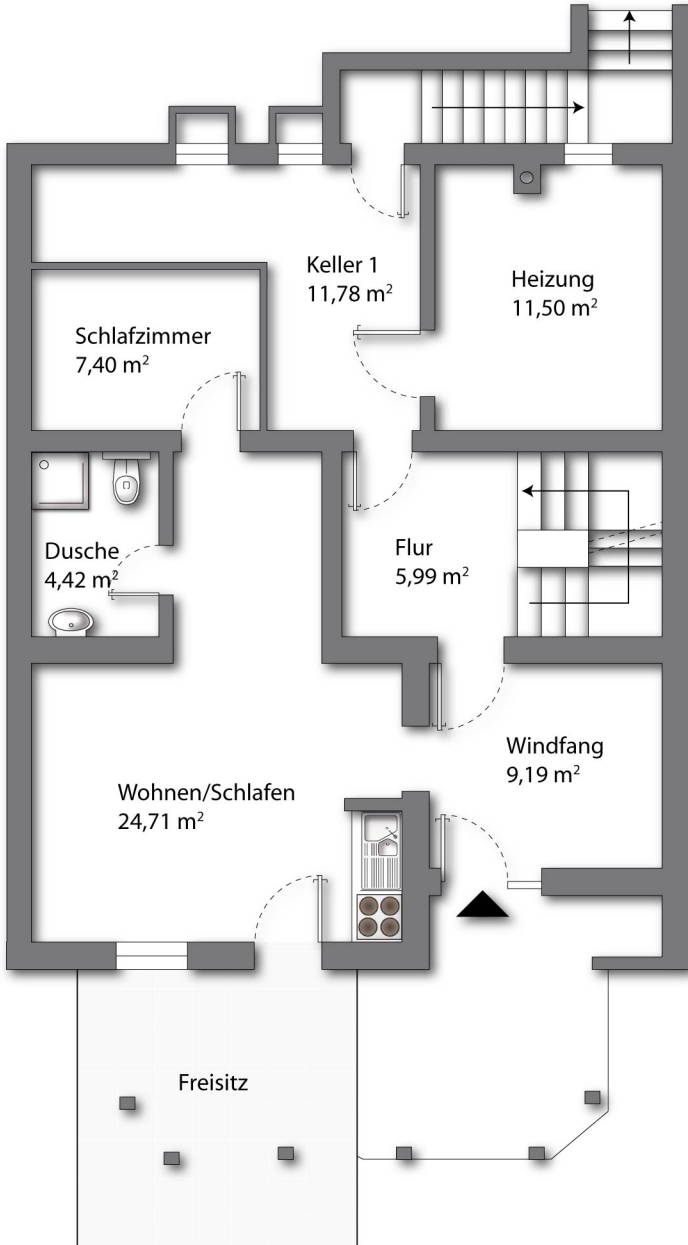 Keller 1
11,78 m²
Heizung
11,50 m²
Schlafzimmer
7,40 m²
Dusche
4,42 m²
Flur
5,99 m²
Windfang
9,19 m²
Wohnen/Schlafen
24,71 m²
Freisitz